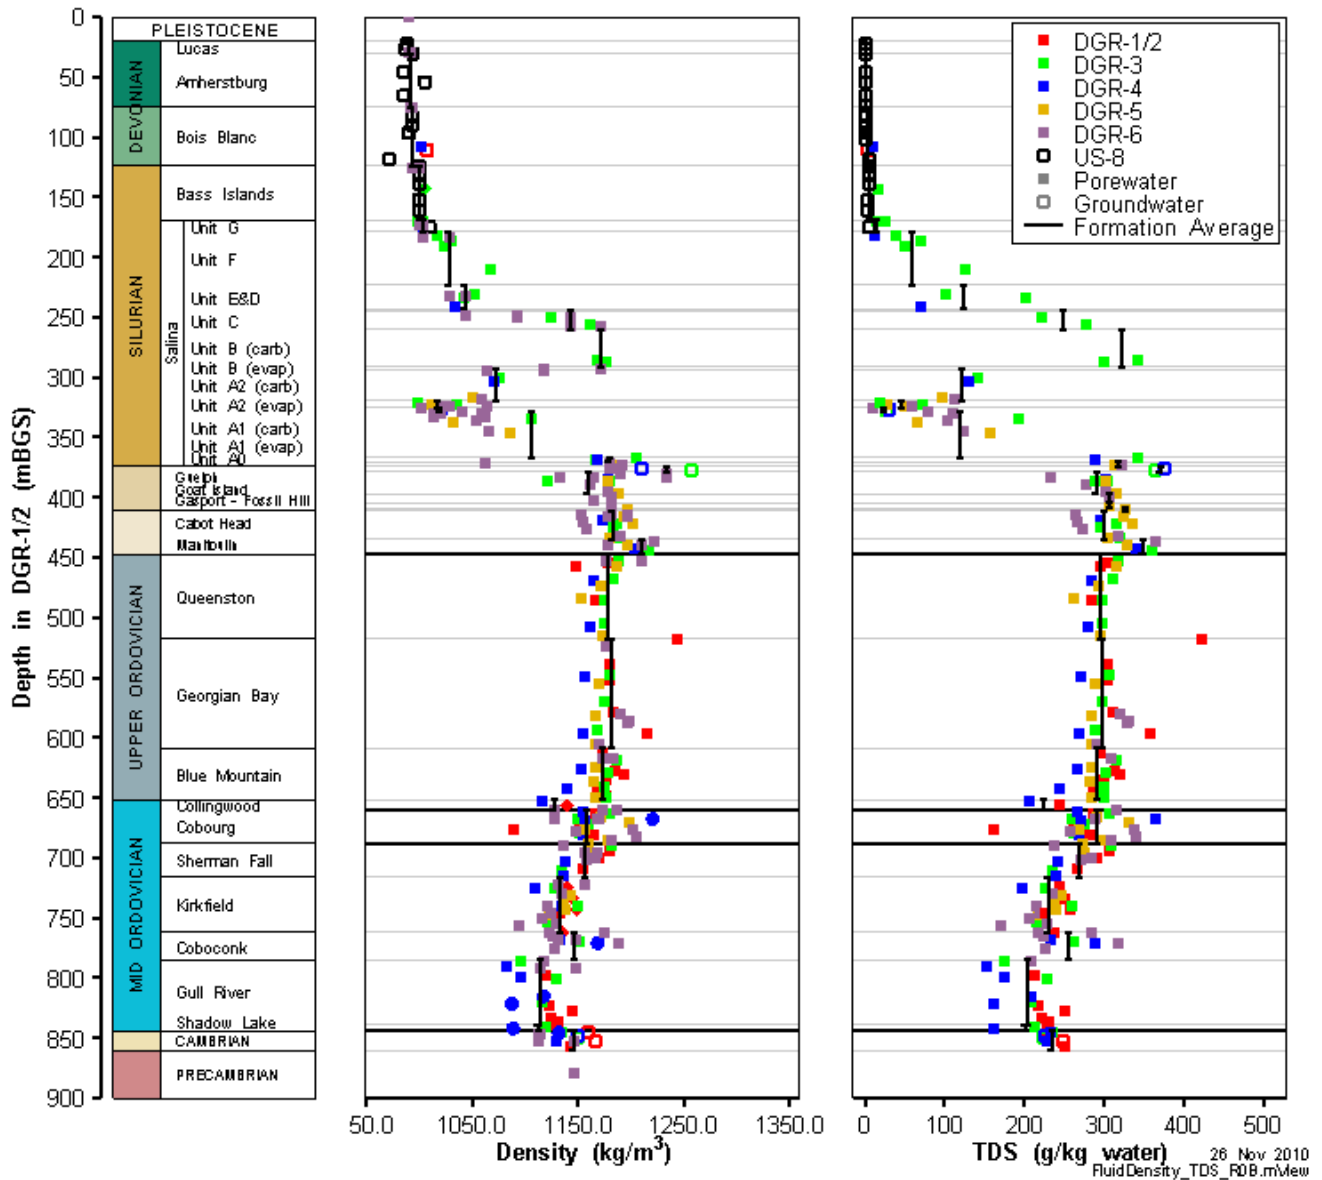 0
50
100
150
200
250
300
350
400
450
500
550
600
650
700
750
800
850
900
Depth in DGR-1/2 (mBGS)
PLEISTOCENE
DEVONIAN
SILURIAN
UPPER ORDOVICIAN
MID ORDOVICIAN
Lucas
Amherstburg
Bois Blanc
Bass Islands
Salina
Unit G
Unit F
Unit E&D
Unit C
Unit B (carb)
Unit B (evap)
Unit A2 (carb)
Unit A2 (evap)
Unit A1 (carb)
Unit A1 (evap)
Unit A0
Guelph
Goat Island
Gasport - Fossil Hill
Cabot Head
Manitoulin
Queenston
Georgian Bay
Blue Mountain
Collingwood
Cobourg
Sherman Fall
Kirkfield
Coboconk
Gull River
Shadow Lake
CAMBRIAN
PRECAMBRIAN
50.0 1050.0 1150.0 1250.0 1350.0
Density (kg/m³)
DGR-1/2
DGR-3
DGR-4
DGR-5
DGR-6
US-8
Porewater
Groundwater
Formation Average
0 100 200 300 400 500
TDS (g/kg water)
26 Nov 2010
FluidDensity_TDS_R0B.mView